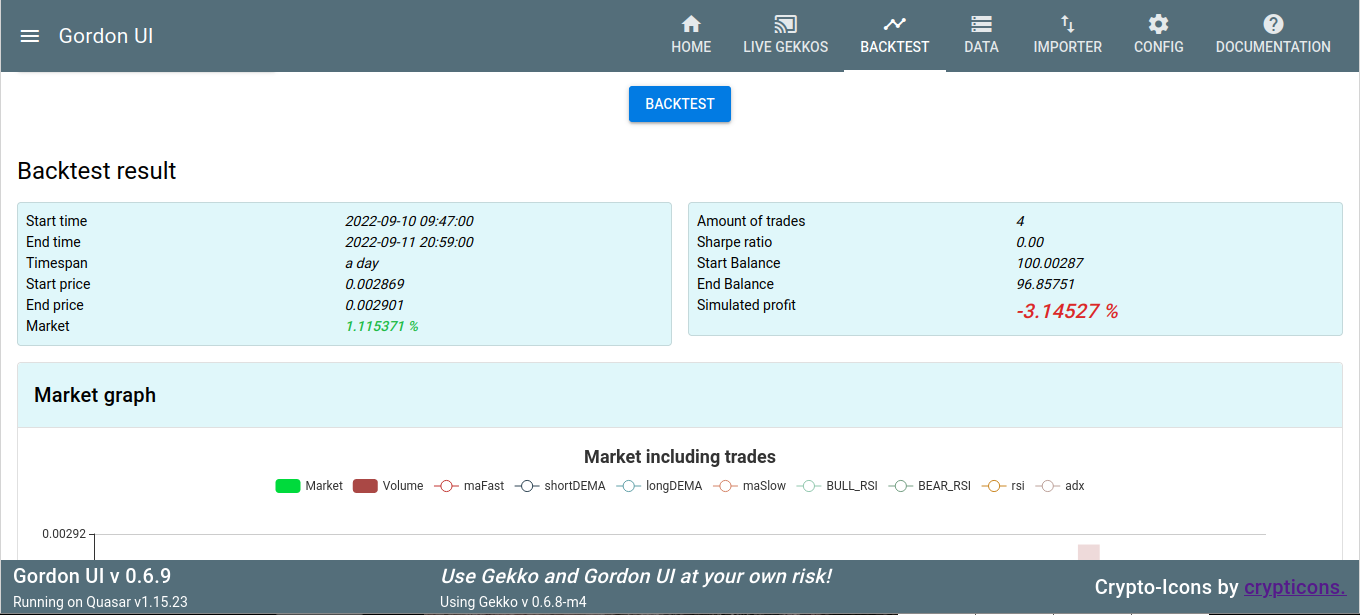 Gordon UI
HOME
LIVE GEKKOS
BACKTEST
DATA
IMPORTER
CONFIG
DOCUMENTATION
BACKTEST
Backtest result
Start time 2022-09-10 09:47:00
End time 2022-09-11 20:59:00
Timespan a day
Start price 0.002869
End price 0.002901
Market 1.115371 %
Amount of trades 4
Sharpe ratio 0.00
Start Balance 100.00287
End Balance 96.85751
Simulated profit -3.14527 %
Market graph
Market including trades
Market Volume maFast shortDEMA longDEMA maSlow BULL_RSI BEAR_RSI rsi adx
0.00292
Gordon UI v 0.6.9
Running on Quasar v1.15.23
Use Gekko and Gordon UI at your own risk!
Using Gekko v 0.6.8-m4
Crypto-Icons by crypticons.